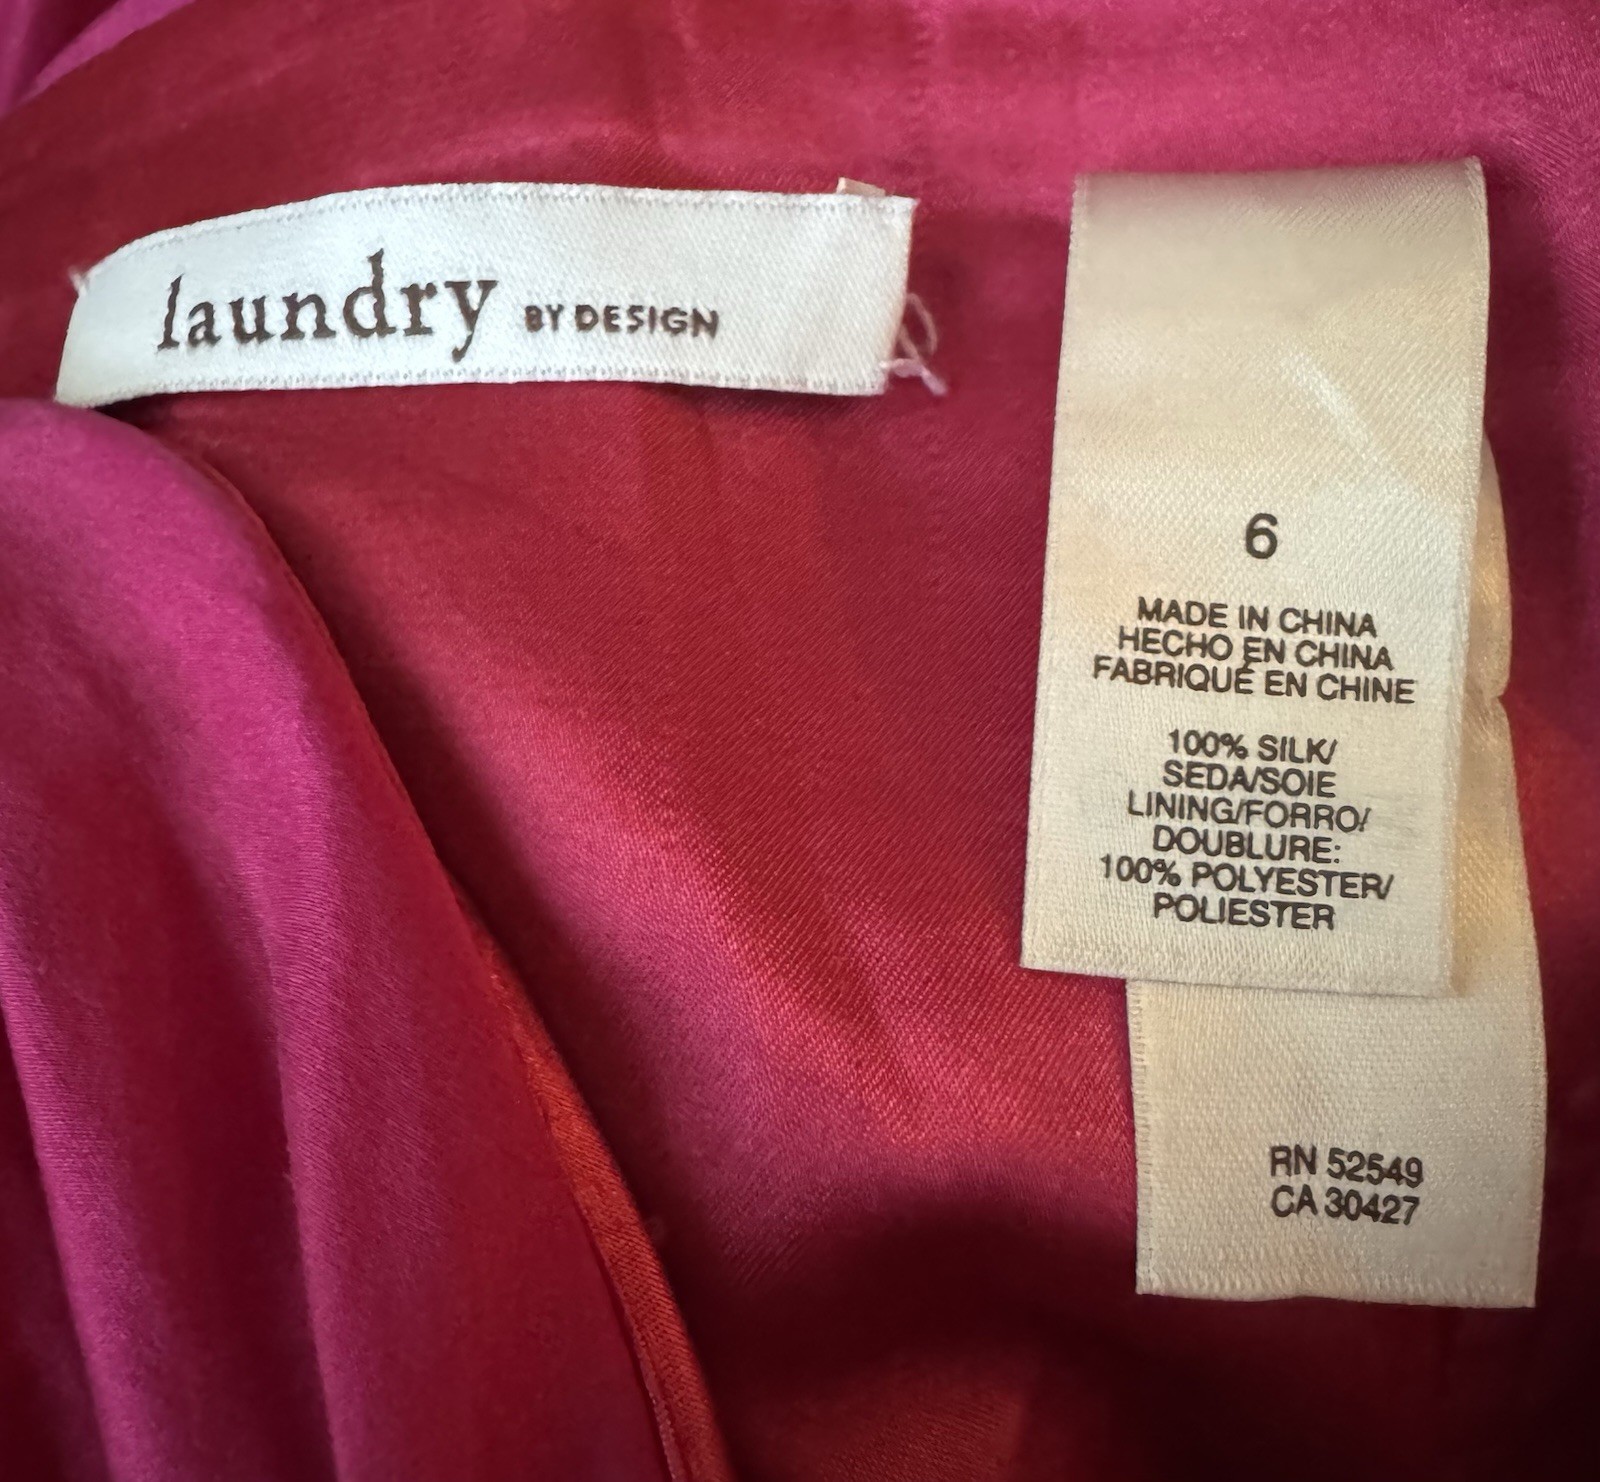 laundry BY DESIGN
6
MADE IN CHINA
HECHO EN CHINA
FABRIQUÉ EN CHINE
100% SILK/
SEDA/SOIE
LINING/FORRO/
DOUBLURE:
100% POLYESTER/
POLIESTER
RN 52549
CA 30427